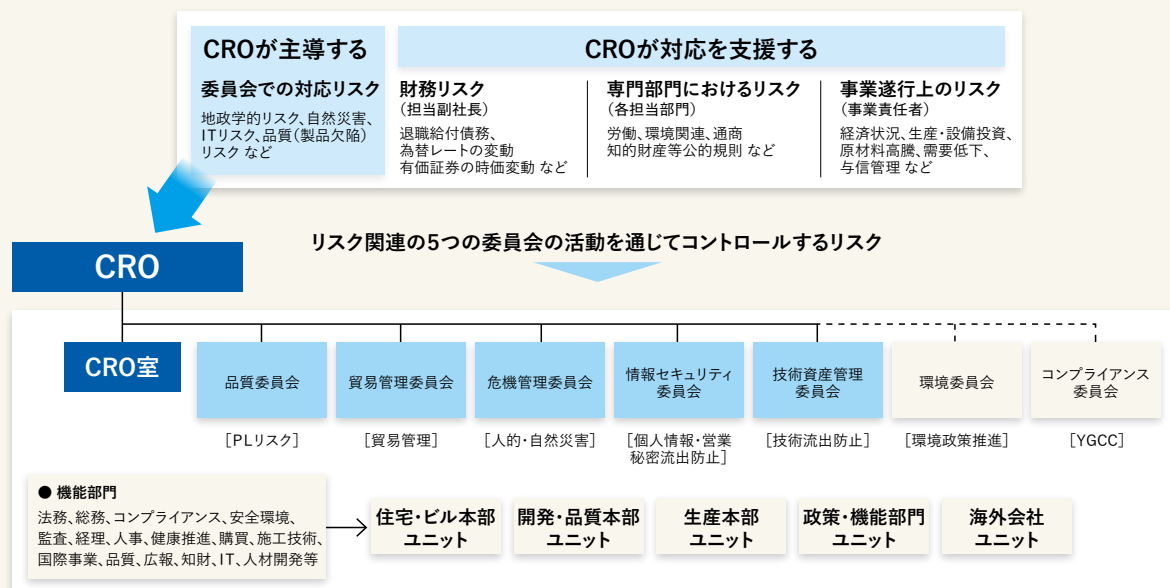 CROが主導する
委員会での対応リスク
地政学的リスク、自然災害、
ITリスク、品質(製品欠陥)
リスク など
CROが対応を支援する
財務リスク
(担当副社長)
退職給付債務、
為替レートの変動
有価証券の時価変動 など
専門部門におけるリスク
(各担当部門)
労働、環境関連、通商
知的財産等公的規則 など
事業遂行上のリスク
(事業責任者)
経済状況、生産・設備投資、
原材料高騰、需要低下、
与信管理 など
リスク関連の5つの委員会の活動を通じてコントロールするリスク
CRO
CRO室
品質委員会
[PLリスク]
貿易管理委員会
[貿易管理]
危機管理委員会
[人的・自然災害]
情報セキュリティ
委員会
[個人情報・営業
秘密流出防止]
技術資産管理
委員会
[技術流出防止]
環境委員会
[環境政策推進]
コンプライアンス
委員会
[YGCC]
● 機能部門
法務、総務、コンプライアンス、安全環境、
監査、経理、人事、健康推進、購買、施工技術、
国際事業、品質、広報、知財、IT、人材開発等
住宅・ビル本部
ユニット
開発・品質本部
ユニット
生産本部
ユニット
政策・機能部門
ユニット
海外会社
ユニット